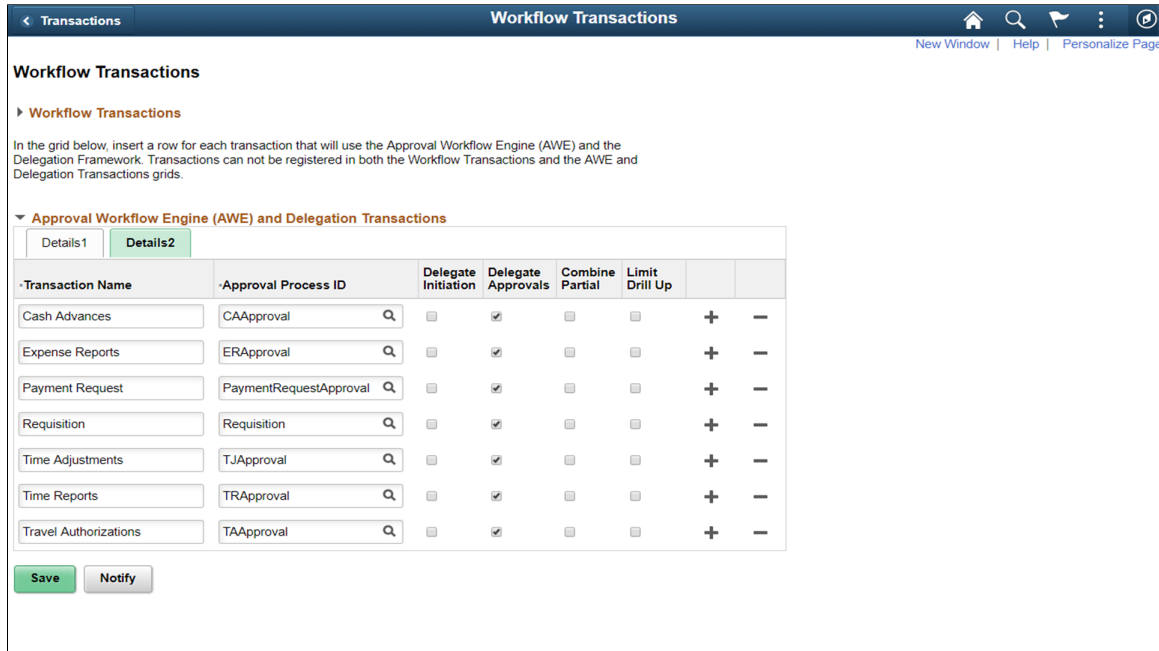 Transactions
Workflow Transactions
New Window | Help | Personalize Page
Workflow Transactions
Workflow Transactions
In the grid below, insert a row for each transaction that will use the Approval Workflow Engine (AWE) and the
Delegation Framework. Transactions can not be registered in both the Workflow Transactions and the AWE and
Delegation Transactions grids.
Approval Workflow Engine (AWE) and Delegation Transactions
Details1 Details2
*Transaction Name *Approval Process ID Delegate Initiation Delegate Approvals Combine Partial Limit Drill Up
Cash Advances CAApproval
Expense Reports ERApproval
Payment Request PaymentRequestApproval
Requisition Requisition
Time Adjustments TJApproval
Time Reports TRApproval
Travel Authorizations TAApproval
Save Notify